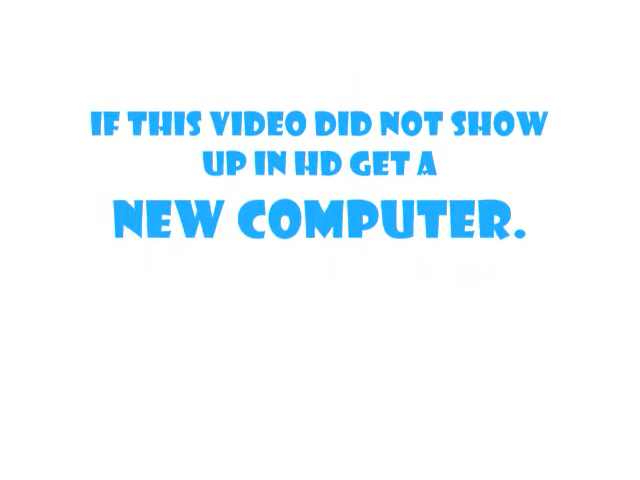 IF THIS VIDEO DID NOT SHOW
UP IN HD GET A
NEW COMPUTER.